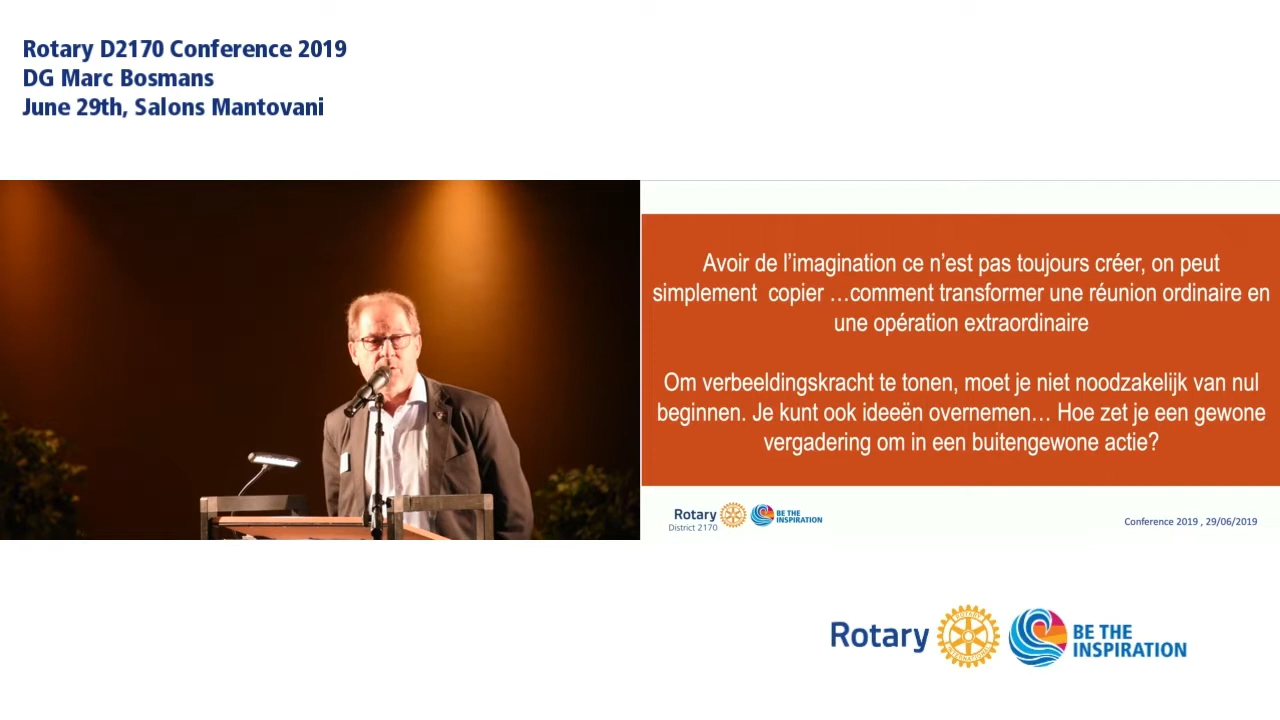 Rotary D2170 Conference 2019
DG Marc Bosmans
June 29th, Salons Mantovani
Avoir de l’imagination ce n’est pas toujours créer, on peut
simplement  copier …comment transformer une réunion ordinaire en
une opération extraordinaire
Om verbeeldingskracht te tonen, moet je niet noodzakelijk van nul
beginnen. Je kunt ook ideeën overnemen… Hoe zet je een gewone
vergadering om in een buitengewone actie?
Rotary
District 2170
BE THE
INSPIRATION
Conference 2019 , 29/06/2019
Rotary
ROTARY
INTERNATIONAL
BE THE
INSPIRATION